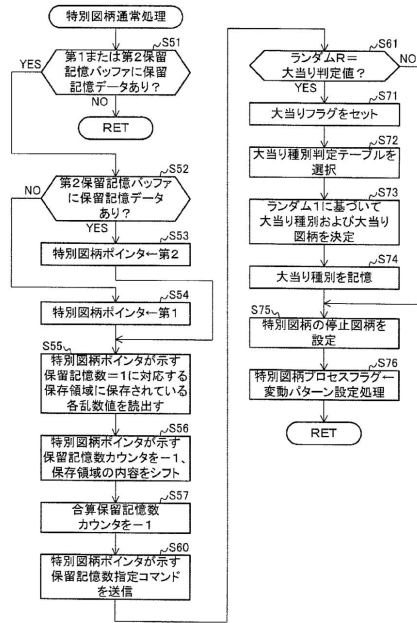 特別図柄通常処理
S51
第1または第2保留
記憶バッファに保留
記憶データあり?
YES
NO
RET
S52
第2保留記憶バッファ
に保留記憶データ
あり?
NO
YES
S53
特別図柄ポインタ←第2
S54
特別図柄ポインタ←第1
S55
特別図柄ポインタが示す
保留記憶数=1に対応する
保存領域に保存されている
各乱数値を読出す
S56
特別図柄ポインタが示す
保留記憶数カウンタを-1、
保存領域の内容をシフト
S57
合算保留記憶数
カウンタを-1
S60
特別図柄ポインタが示す
保留記憶数指定コマンド
を送信
S61
ランダムR=
大当り判定値?
NO
YES
S71
大当りフラグをセット
S72
大当り種別判定テーブルを
選択
S73
ランダム1に基づいて
大当り種別および大当り
図柄を決定
S74
大当り種別を記憶
S75
特別図柄の停止図柄を
設定
S76
特別図柄プロセスフラグ←
変動パターン設定処理
RET